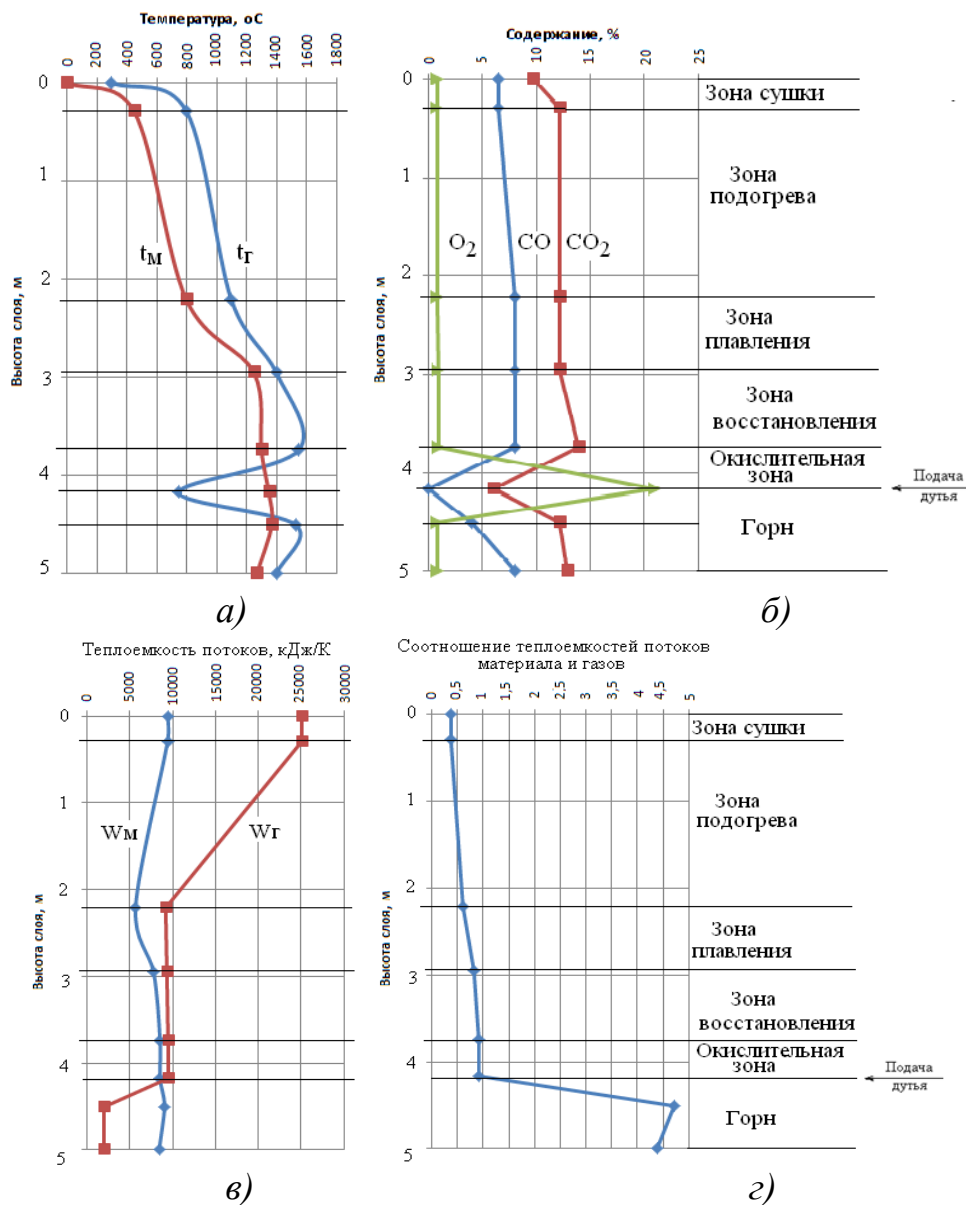 Температура, оС
0
200
400
600
800
1000
1200
1400
1600
1800
Высота слоя, м
0
1
2
3
4
5
tм
tг
а)
Содержание, %
0
5
10
15
20
25
0
1
2
3
4
5
Высота слоя, м
O2
CO
CO2
Зона сушки
Зона
подогрева
Зона
плавления
Зона
восстановления
Окислительная
зона
Горн
Подача
дутья
б)
Теплоемкость потоков, кДж/К
0
5000
10000
15000
20000
25000
30000
0
1
2
3
4
5
Высота слоя, м
Wм
Wг
в)
Соотношение теплоемкостей потоков
материала и газов
0
0,5
1
1,5
2
2,5
3
3,5
4
4,5
5
0
1
2
3
4
5
Высота слоя, м
Зона сушки
Зона
подогрева
Зона
плавления
Зона
восстановления
Окислительная
зона
Горн
Подача
дутья
г)